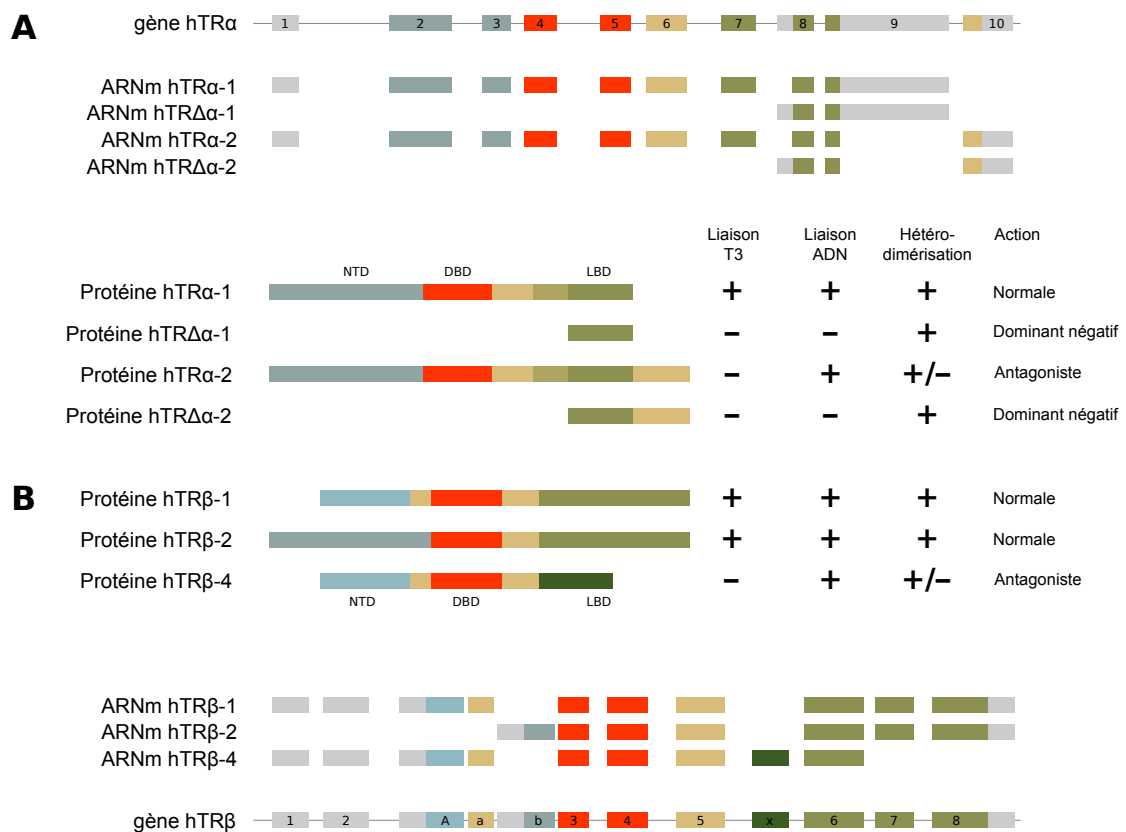 A
gène hTRα 1 2 3 4 5 6 7 8 9 10
ARNm hTRα-1
ARNm hTRΔα-1
ARNm hTRα-2
ARNm hTRΔα-2
Liaison T3
Liaison ADN
Hétéro-dimérisation
Action
NTD DBD LBD
Protéine hTRα-1 + + + Normale
Protéine hTRΔα-1 – – + Dominant négatif
Protéine hTRα-2 – + +/– Antagoniste
Protéine hTRΔα-2 – – + Dominant négatif
B
Protéine hTRβ-1 + + + Normale
Protéine hTRβ-2 + + + Normale
Protéine hTRβ-4 – + +/– Antagoniste
NTD DBD LBD
ARNm hTRβ-1
ARNm hTRβ-2
ARNm hTRβ-4
gène hTRβ 1 2 A a b 3 4 5 x 6 7 8